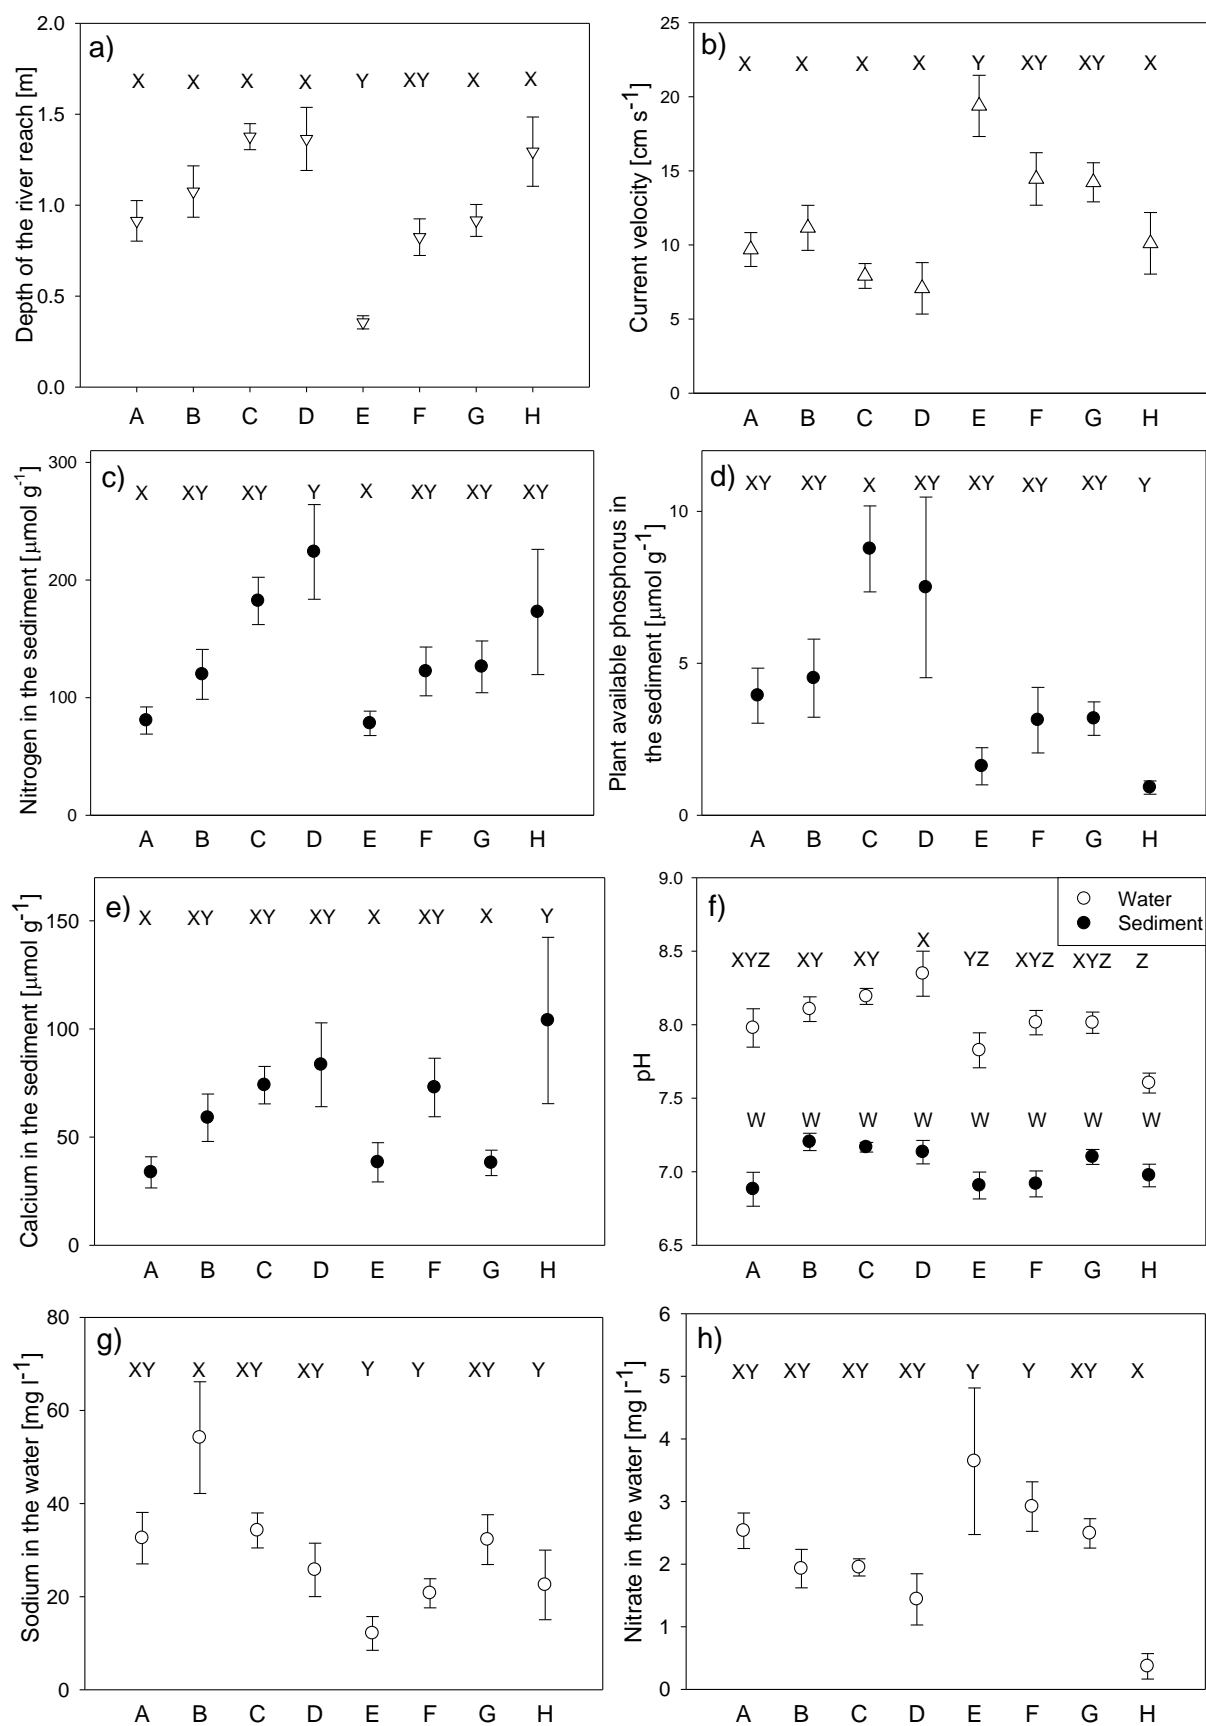 a)
Depth of the river reach [m]
2.0
1.5
1.0
0.5
0.0
X X X X Y XY X X
A B C D E F G H
b)
Current velocity [cm s-1]
25
20
15
10
5
0
X X X X Y XY XY X
A B C D E F G H
c)
Nitrogen in the sediment [μmol g-1]
300
200
100
0
X XY XY Y X XY XY XY
A B C D E F G H
d)
Plant available phosphorus in
the sediment [μmol g-1]
10
5
0
XY XY X XY XY XY XY Y
A B C D E F G H
e)
Calcium in the sediment [μmol g-1]
150
100
50
0
X XY XY XY X XY X Y
A B C D E F G H
f)
pH
9.0
8.5
8.0
7.5
7.0
6.5
Water
Sediment
XYZ XY XY X YZ XYZ XYZ Z
W W W W W W W W
A B C D E F G H
g)
Sodium in the water [mg l-1]
80
60
40
20
0
XY X XY XY Y Y XY Y
A B C D E F G H
h)
Nitrate in the water [mg l-1]
6
5
4
3
2
1
0
XY XY XY XY Y Y XY X
A B C D E F G H